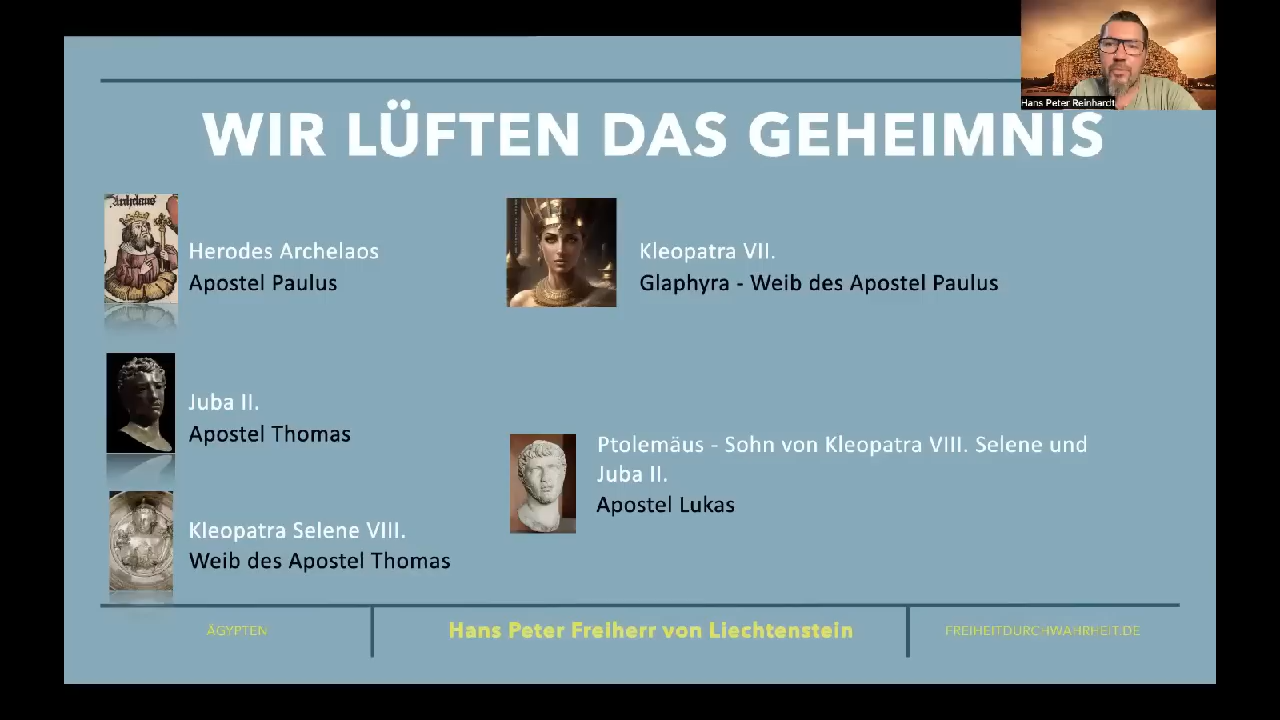 Hans Peter Reinhardt
WIR LÜFTEN DAS GEHEIMNIS
Archelaus
Herodes Archelaos
Apostel Paulus
Kleopatra VII.
Glaphyra - Weib des Apostel Paulus
Juba II.
Apostel Thomas
Ptolemäus - Sohn von Kleopatra VIII. Selene und
Juba II.
Apostel Lukas
Kleopatra Selene VIII.
Weib des Apostel Thomas
ÄGYPTEN
Hans Peter Freiherr von Liechtenstein
FREIHEITDURCHWAHRHEIT.DE